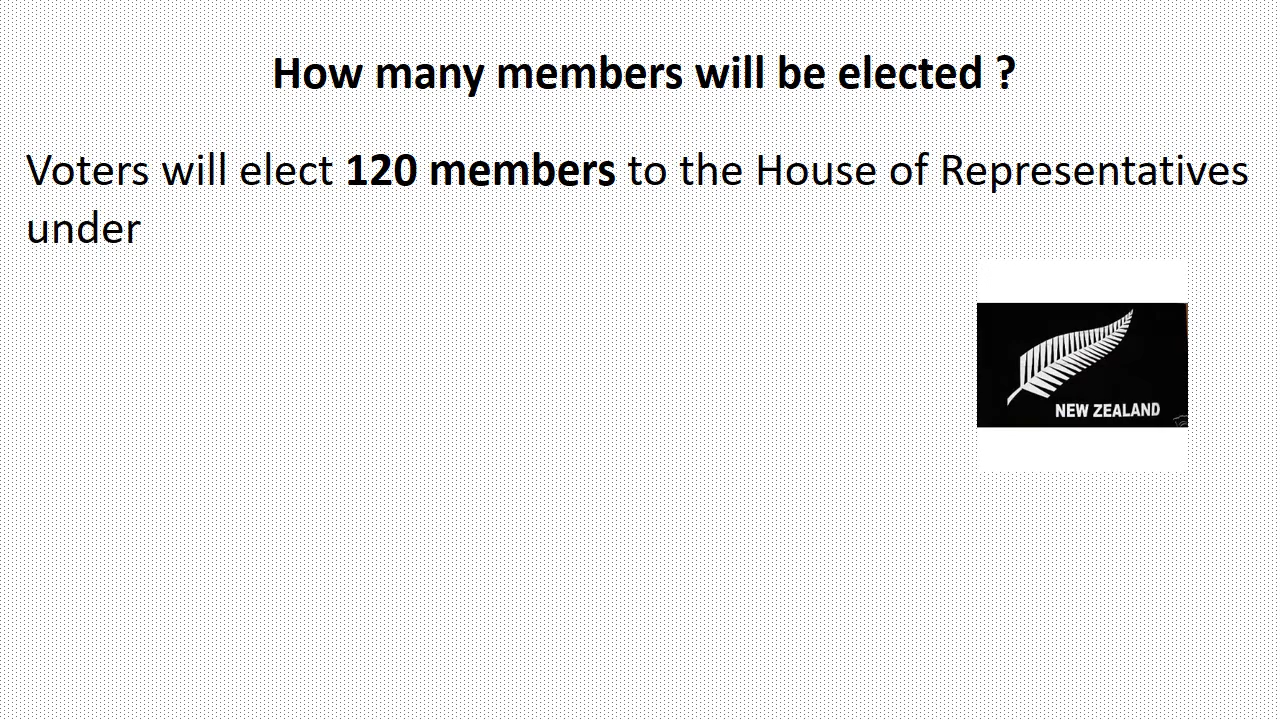 How many members will be elected ?
Voters will elect 120 members to the House of Representatives
under
NEW ZEALAND